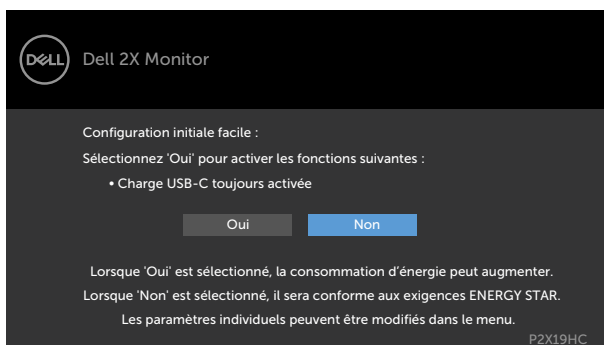 DELL
Dell 2X Monitor
Configuration initiale facile :
Sélectionnez 'Oui' pour activer les fonctions suivantes :
• Charge USB-C toujours activée
Oui
Non
Lorsque 'Oui' est sélectionné, la consommation d’énergie peut augmenter.
Lorsque 'Non' est sélectionné, il sera conforme aux exigences ENERGY STAR.
Les paramètres individuels peuvent être modifiés dans le menu.
P2X19HC